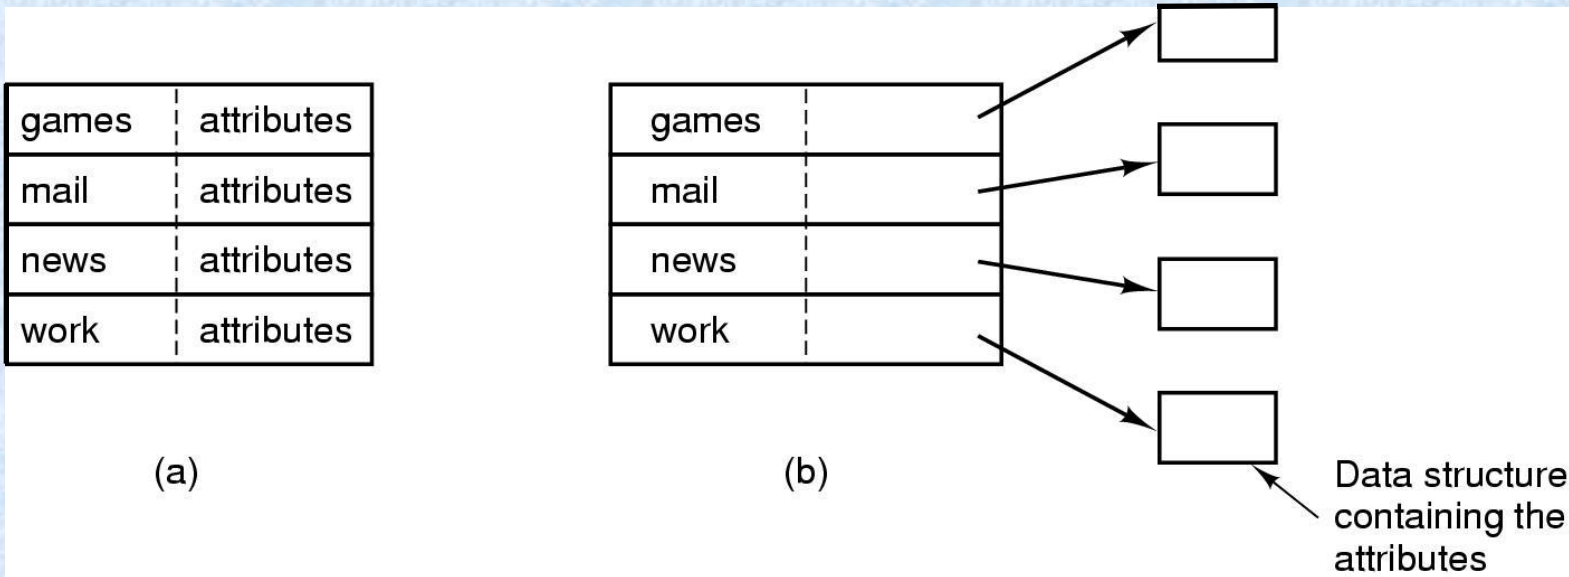 games attributes
mail attributes
news attributes
work attributes
(a)
games
mail
news
work
(b)
Data structure
containing the
attributes